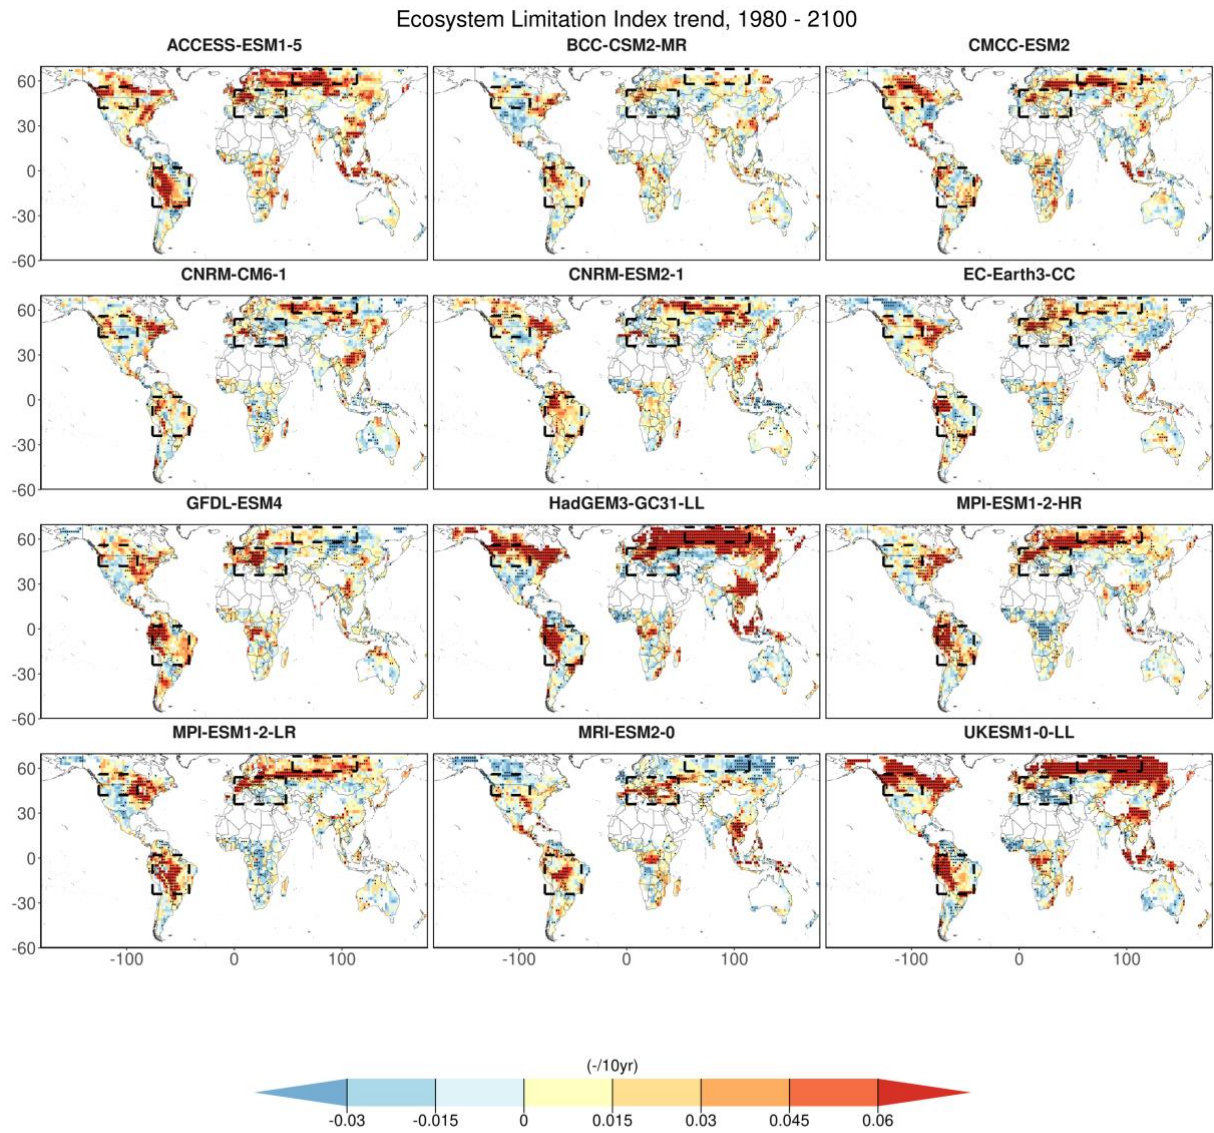 Ecosystem Limitation Index trend, 1980 - 2100
ACCESS-ESM1-5 BCC-CSM2-MR CMCC-ESM2
60
30
0
-30
-60
CNRM-CM6-1 CNRM-ESM2-1 EC-Earth3-CC
60
30
0
-30
-60
GFDL-ESM4 HadGEM3-GC31-LL MPI-ESM1-2-HR
60
30
0
-30
-60
MPI-ESM1-2-LR MRI-ESM2-0 UKESM1-0-LL
60
30
0
-30
-60
-100 0 100 -100 0 100 -100 0 100
(-/10yr)
-0.03 -0.015 0 0.015 0.03 0.045 0.06